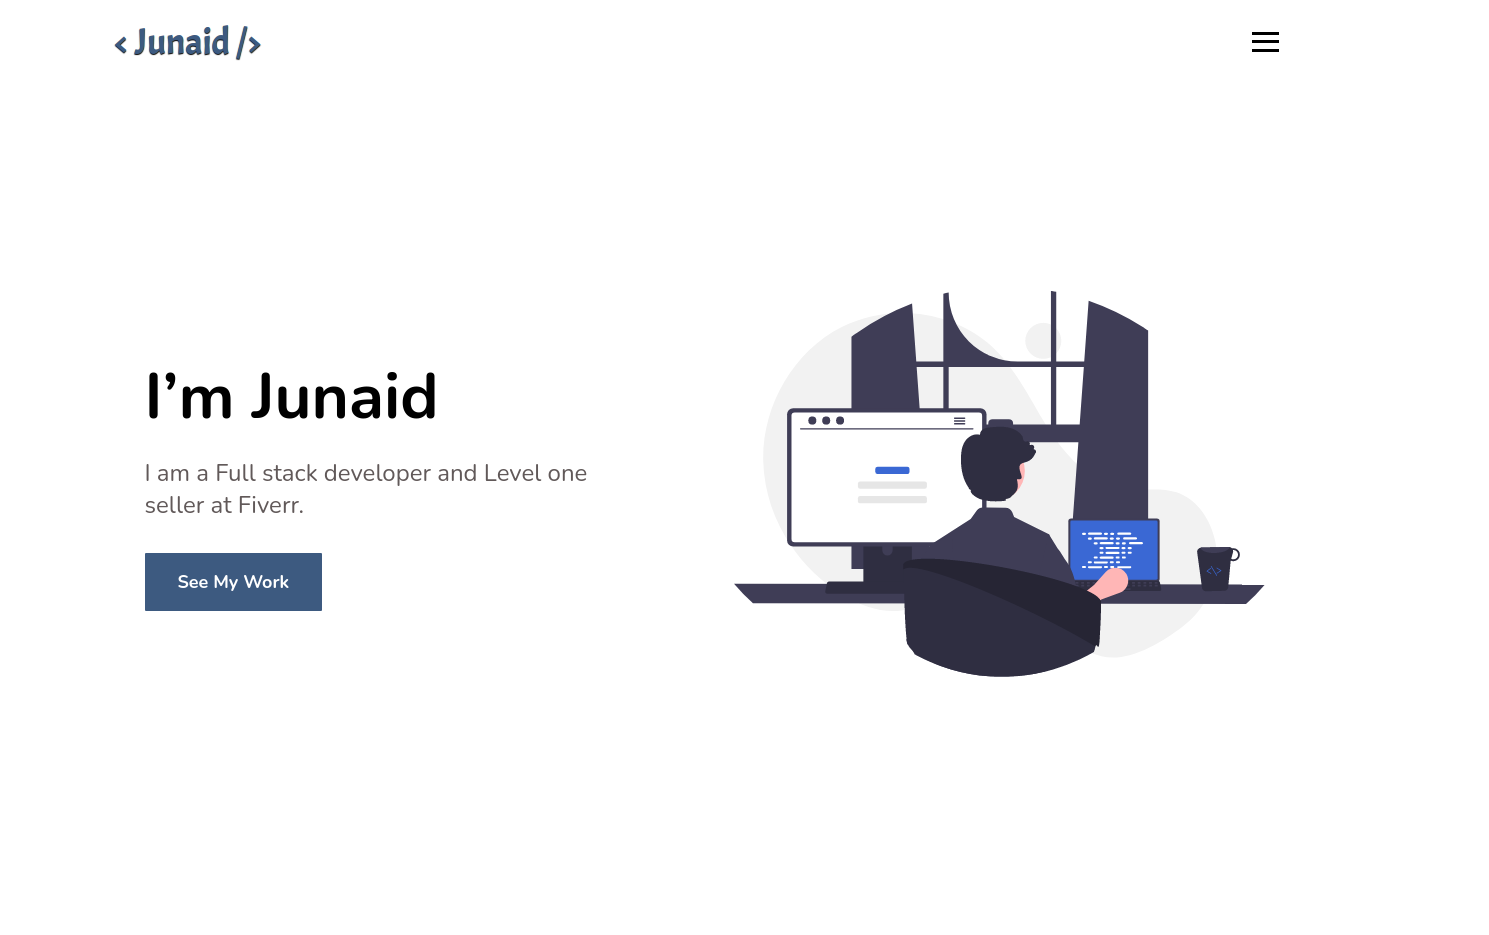 < Junaid />
I’m Junaid
I am a Full stack developer and Level one
seller at Fiverr.
See My Work
</>